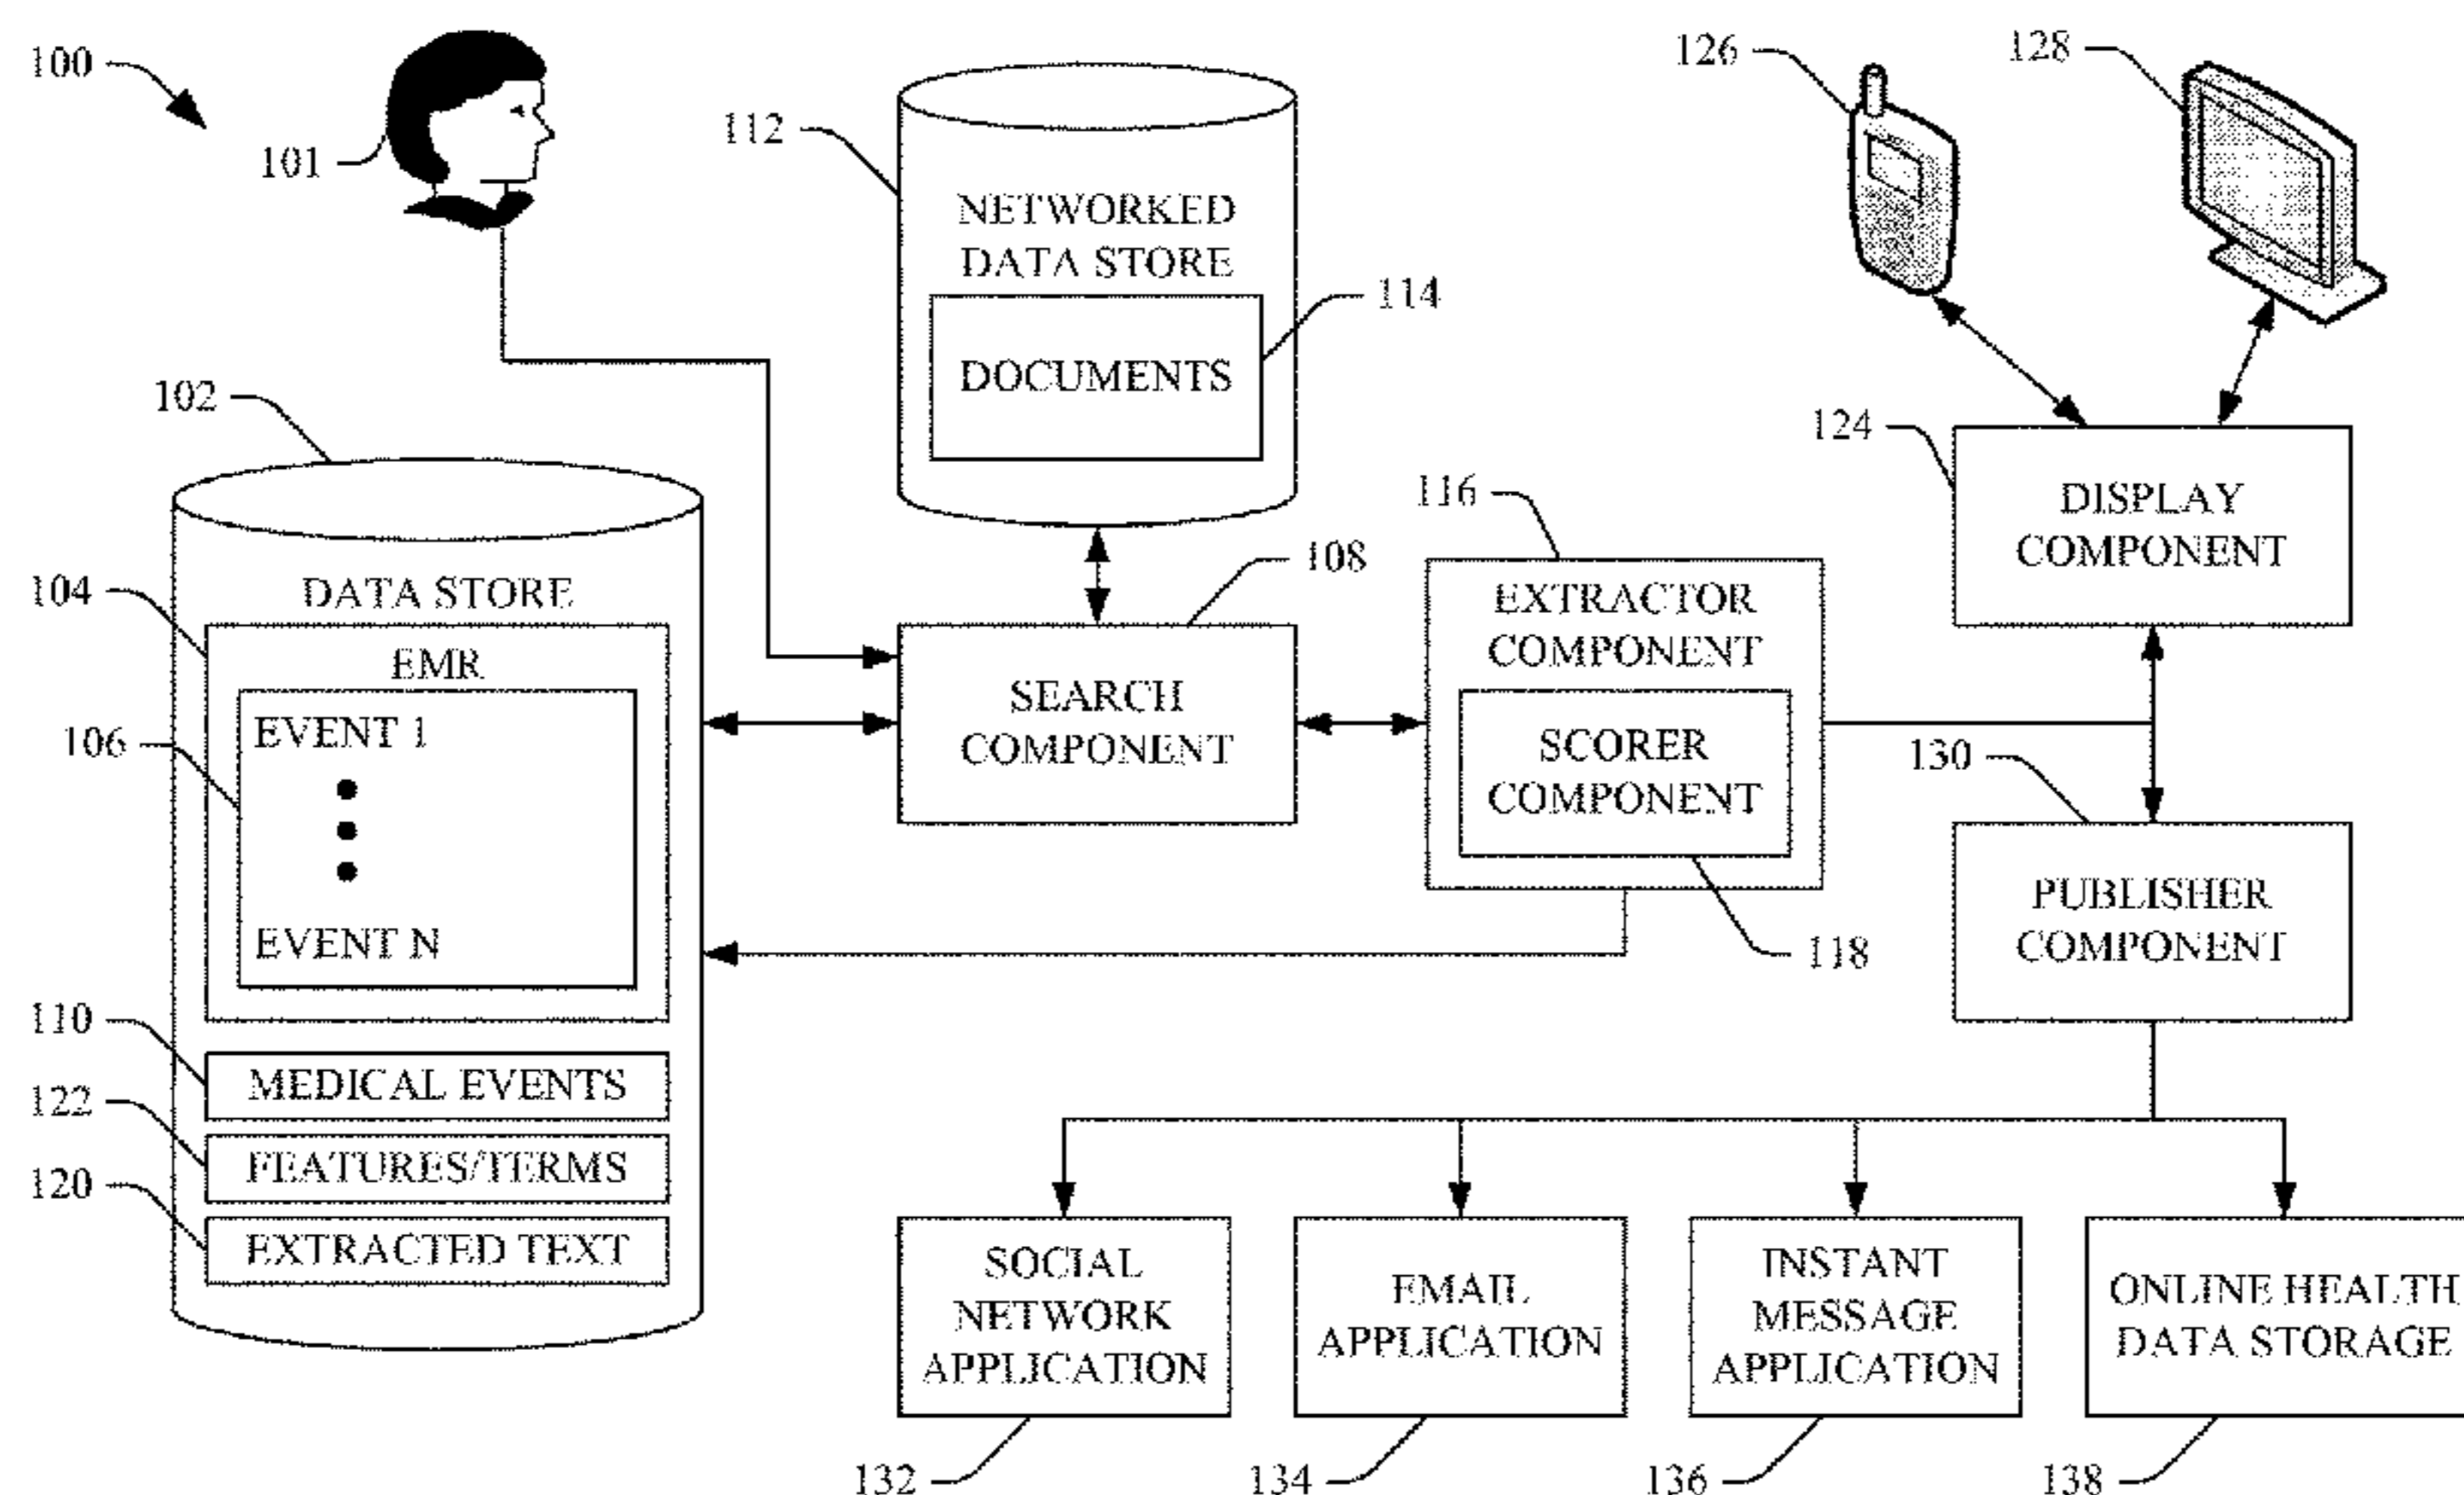 100
101
112
NETWORKED
DATA STORE
114
DOCUMENTS
126
128
102
DATA STORE
104
EMR
106
EVENT 1
EVENT N
110
MEDICAL EVENTS
122
FEATURES/TERMS
120
EXTRACTED TEXT
108
SEARCH
COMPONENT
116
EXTRACTOR
COMPONENT
SCORER
COMPONENT
118
124
DISPLAY
COMPONENT
130
PUBLISHER
COMPONENT
SOCIAL
NETWORK
APPLICATION
132
EMAIL
APPLICATION
134
INSTANT
MESSAGE
APPLICATION
136
ONLINE HEALTH
DATA STORAGE
138